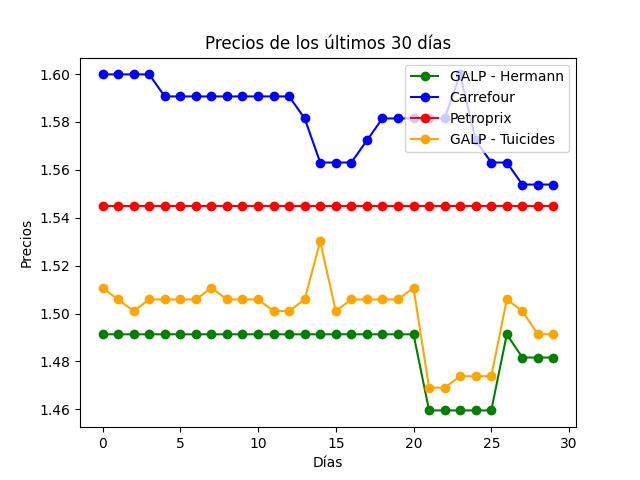 Precios de los últimos 30 días
1.60
1.58
1.56
1.54
1.52
1.50
1.48
1.46
Precios
GALP - Hermann
Carrefour
Petroprix
GALP - Tuicides
0
5
10
15
20
25
30
Días